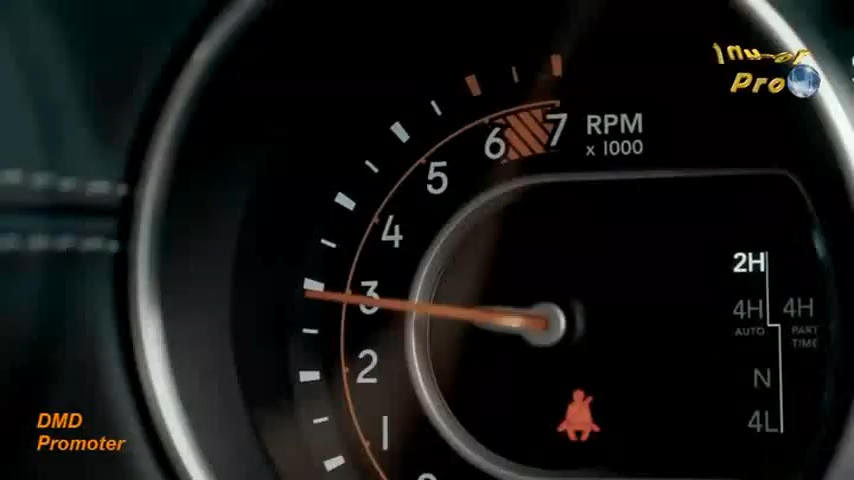 Pro
6
7
RPM
x 1000
5
4
3
2
1
2H
4H
4H
AUTO
PART
TIME
N
4L
DMD
Promoter